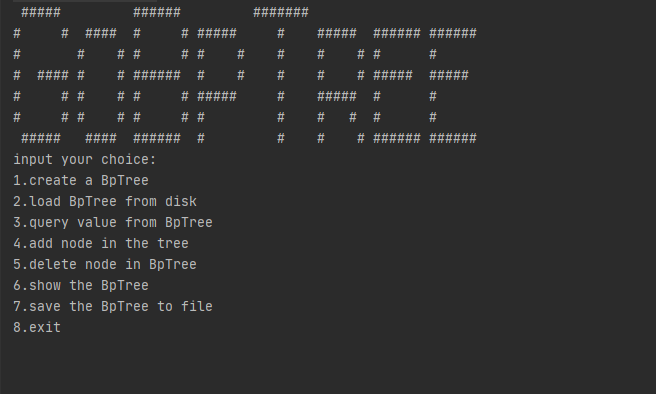 GoBpTree
input your choice:
1.create a BpTree
2.load BpTree from disk
3.query value from BpTree
4.add node in the tree
5.delete node in BpTree
6.show the BpTree
7.save the BpTree to file
8.exit